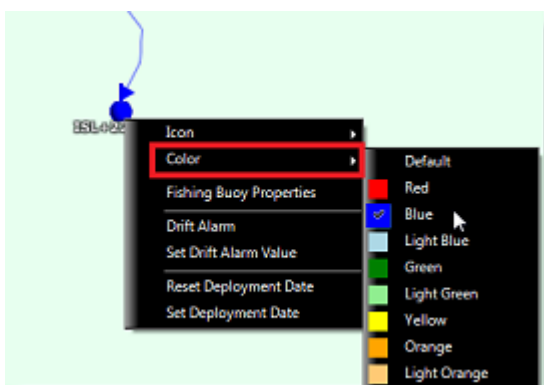 Icon
Color
Fishing Buoy Properties
Drift Alarm
Set Drift Alarm Value
Reset Deployment Date
Set Deployment Date
Default
Red
Blue
Light Blue
Green
Light Green
Yellow
Orange
Light Orange